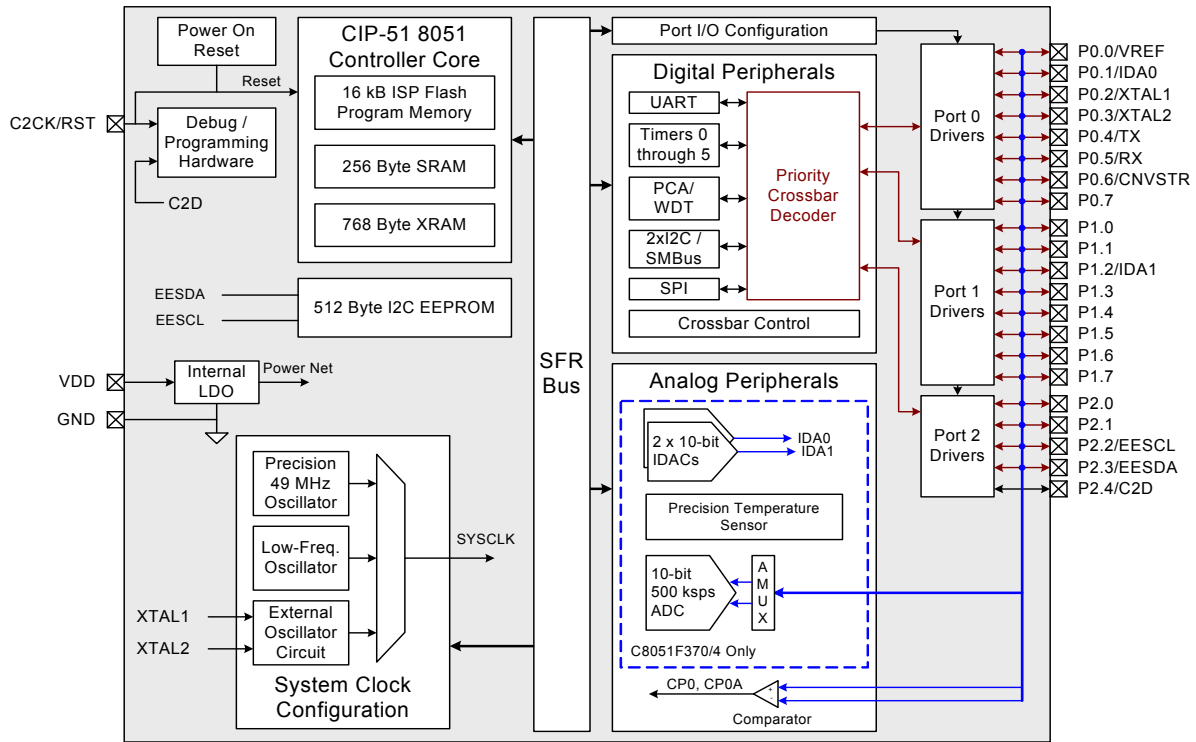 Power On
Reset
Reset
C2CK/RST
Debug /
Programming
Hardware
C2D
CIP-51 8051
Controller Core
16 kB ISP Flash
Program Memory
256 Byte SRAM
768 Byte XRAM
EESDA
EESCL
512 Byte I2C EEPROM
VDD
GND
Internal
LDO
Power Net
Precision
49 MHz
Oscillator
Low-Freq.
Oscillator
XTAL1
XTAL2
External
Oscillator
Circuit
SYSCLK
System Clock
Configuration
SFR
Bus
Port I/O Configuration
Digital Peripherals
UART
Timers 0
through 5
PCA/
WDT
2xI2C /
SMBus
SPI
Priority
Crossbar
Decoder
Crossbar Control
Analog Peripherals
2 x 10-bit
IDACs
IDA0
IDA1
Precision Temperature
Sensor
10-bit
500 ksps
ADC
A
M
U
X
C8051F370/4 Only
CP0, CP0A
+
-
Comparator
Port 0
Drivers
Port 1
Drivers
Port 2
Drivers
P0.0/VREF
P0.1/IDA0
P0.2/XTAL1
P0.3/XTAL2
P0.4/TX
P0.5/RX
P0.6/CNVSTR
P0.7
P1.0
P1.1
P1.2/IDA1
P1.3
P1.4
P1.5
P1.6
P1.7
P2.0
P2.1
P2.2/EESCL
P2.3/EESDA
P2.4/C2D